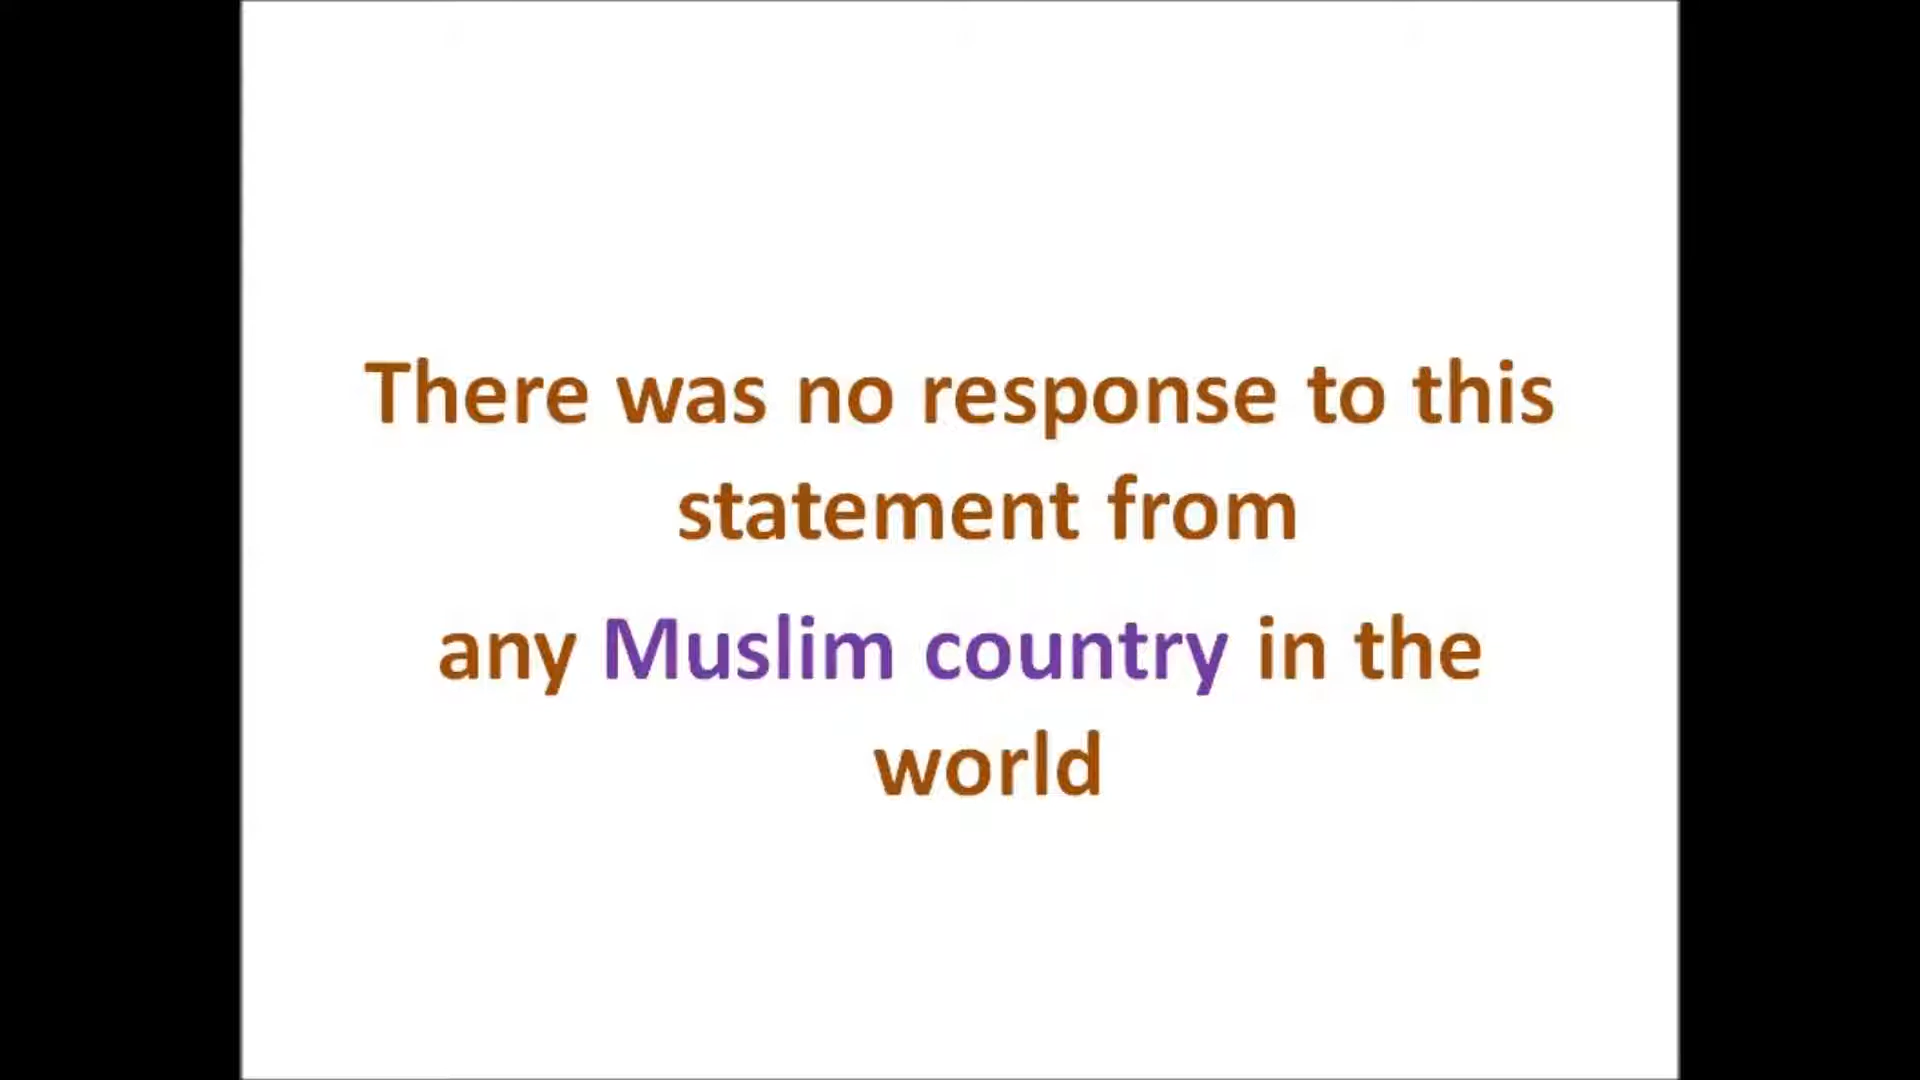 There was no response to this
statement from
any Muslim country in the
world